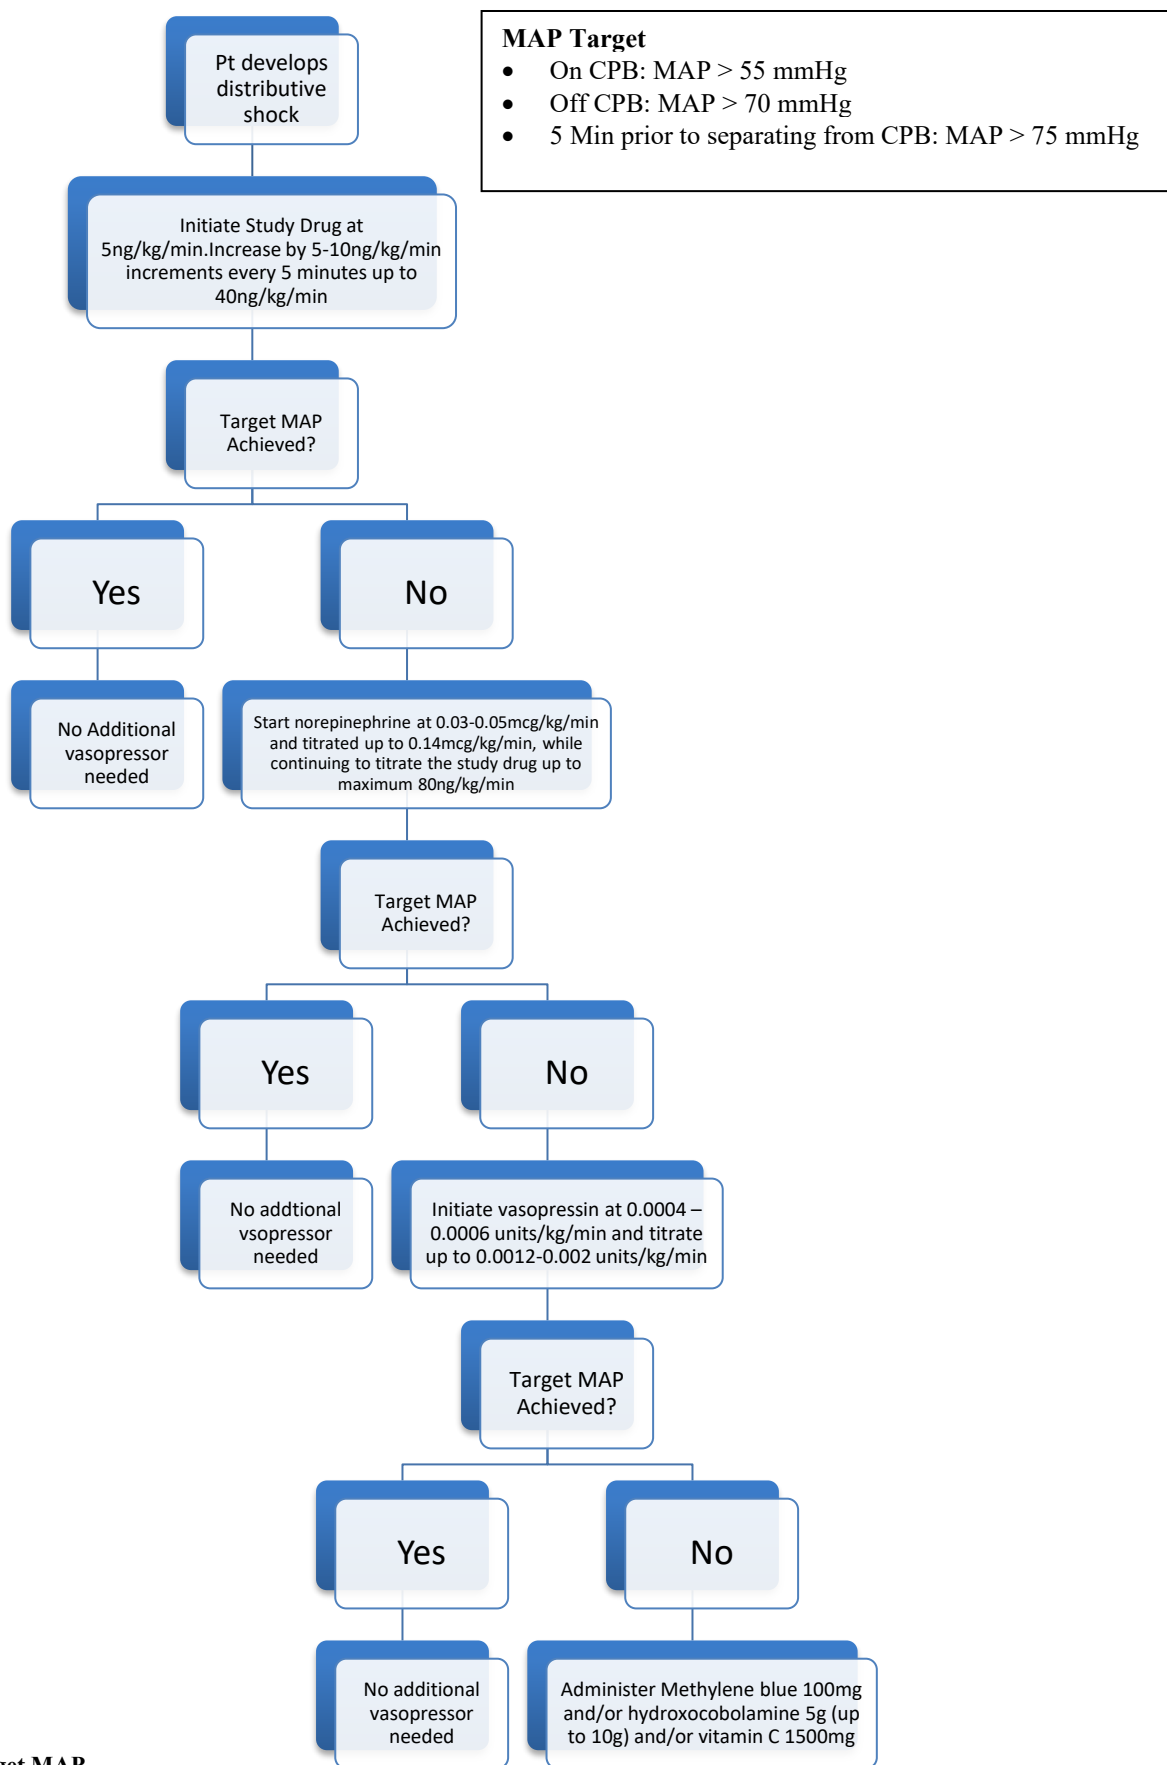 Pt develops
distributive
shock
MAP Target
• On CPB: MAP > 55 mmHg
• Off CPB: MAP > 70 mmHg
• 5 Min prior to separating from CPB: MAP > 75 mmHg
Initiate Study Drug at
5ng/kg/min.Increase by 5-10ng/kg/min
increments every 5 minutes up to
40ng/kg/min
Target MAP
Achieved?
Yes
No
No Additional
vasopressor
needed
Start norepinephrine at 0.03-0.05mcg/kg/min
and titrated up to 0.14mcg/kg/min, while
continuing to titrate the study drug up to
maximum 80ng/kg/min
Target MAP
Achieved?
Yes
No
No addtional
vsopressor
needed
Initiate vasopressin at 0.0004 –
0.0006 units/kg/min and titrate
up to 0.0012-0.002 units/kg/min
Target MAP
Achieved?
Yes
No
No additional
vasopressor
needed
Administer Methylene blue 100mg
and/or hydroxocobolamine 5g (up
to 10g) and/or vitamin C 1500mg
MAP